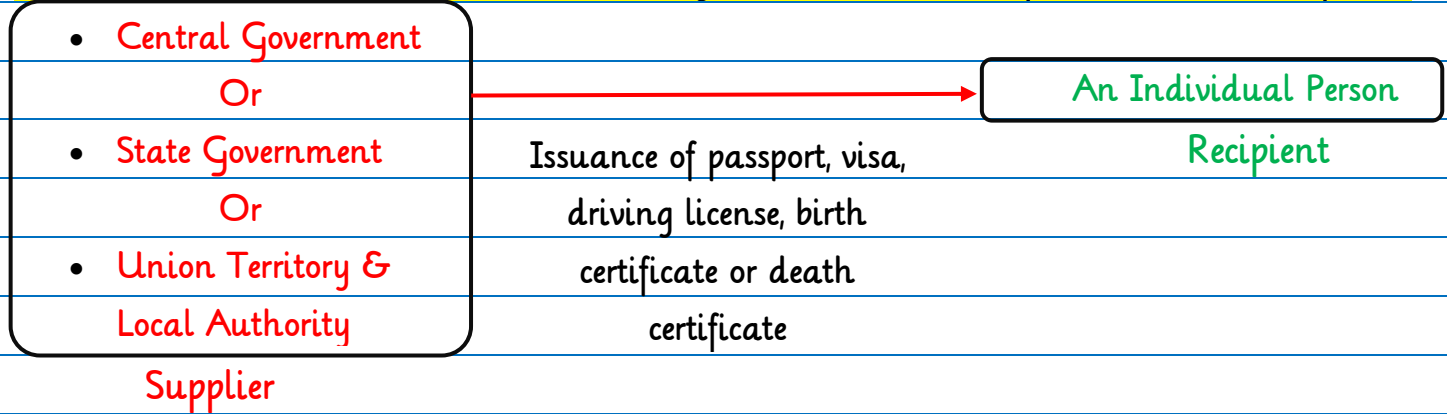 • Central Government
Or
An Individual Person
• State Government
Issuance of passport, visa,
Recipient
Or
driving license, birth
• Union Territory &
certificate or death
Local Authority
certificate
Supplier